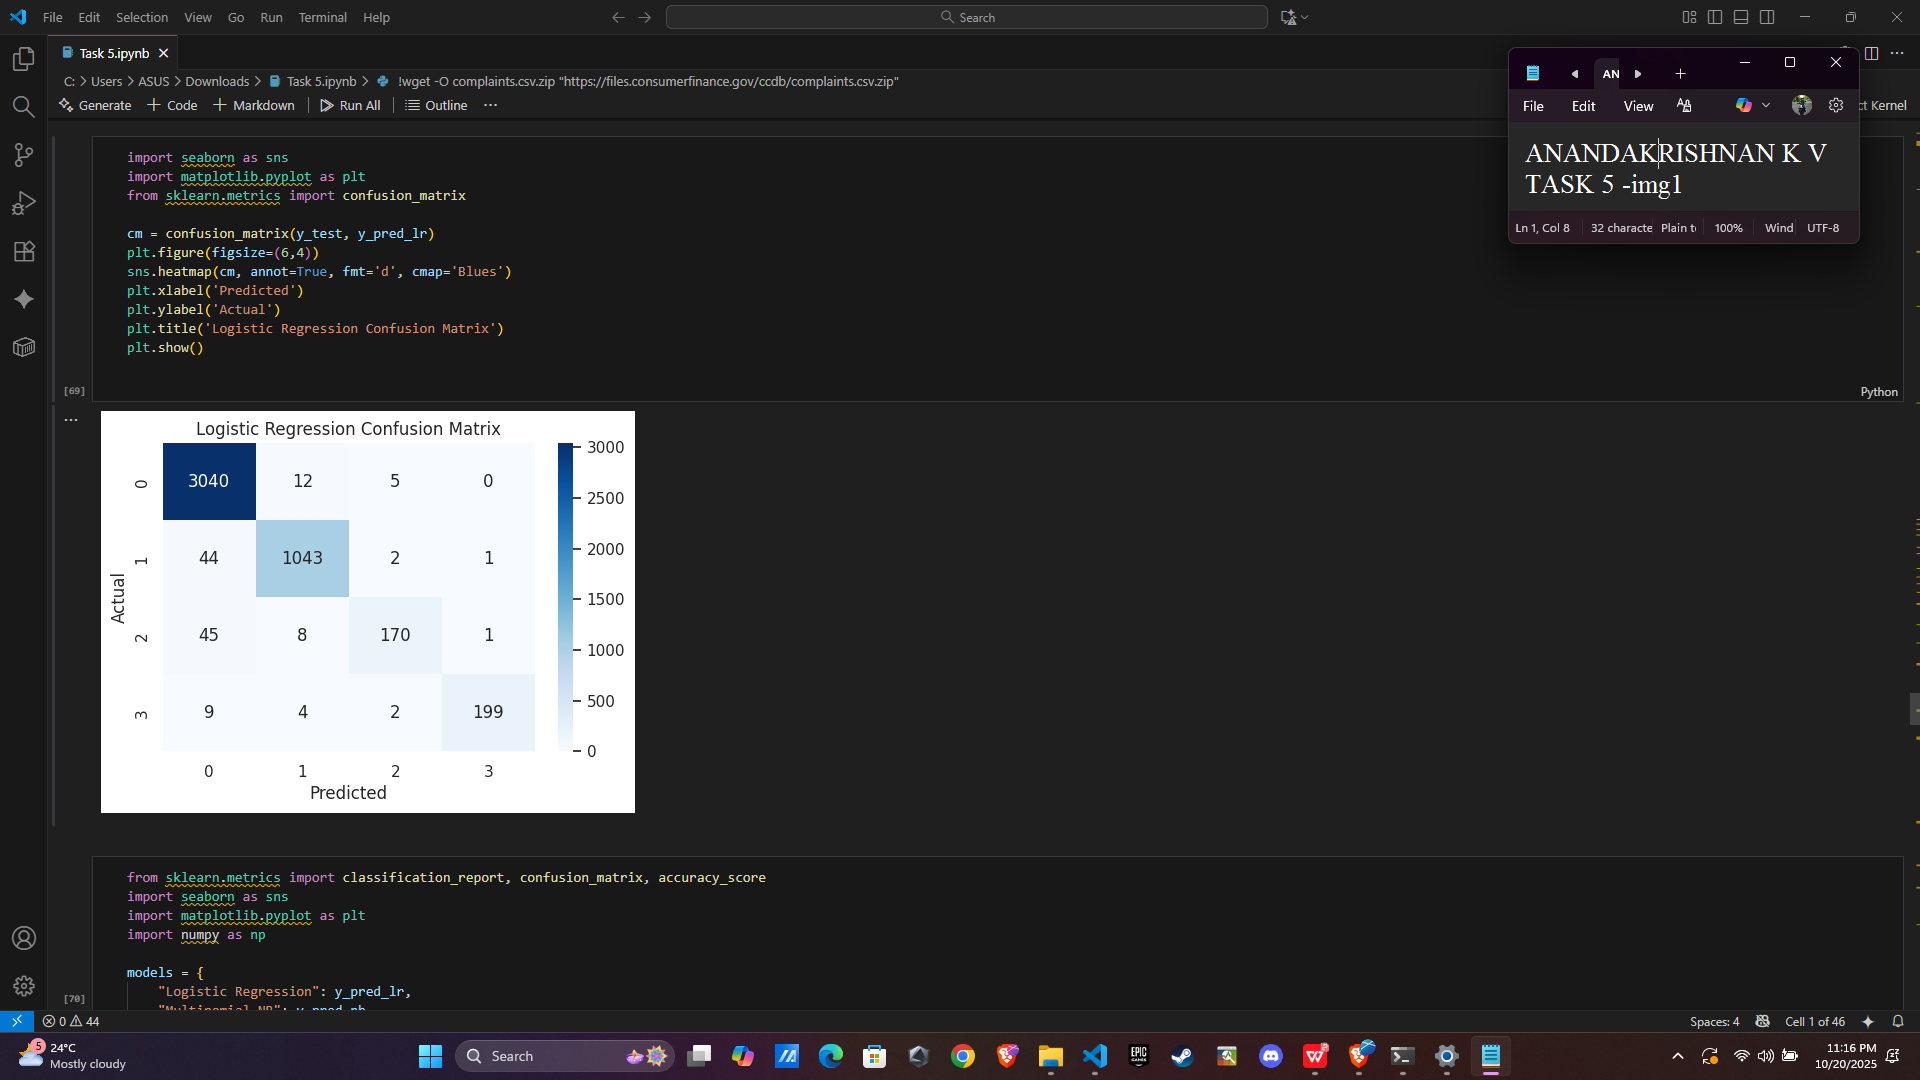 File Edit Selection View Go Run Terminal Help
Search
Task 5.ipynb
C: > Users > ASUS > Downloads > Task 5.ipynb > !wget -O complaints.csv.zip "https://files.consumerfinance.gov/ccdb/complaints.csv.zip"
Generate + Code + Markdown Run All Outline ...
ct Kernel
AN
File Edit View
ANANDAKRISHNAN K V
TASK 5 -img1
Ln 1, Col 8 32 characte Plain t 100% Wind UTF-8
import seaborn as sns
import matplotlib.pyplot as plt
from sklearn.metrics import confusion_matrix
cm = confusion_matrix(y_test, y_pred_lr)
plt.figure(figsize=(6,4))
sns.heatmap(cm, annot=True, fmt='d', cmap='Blues')
plt.xlabel('Predicted')
plt.ylabel('Actual')
plt.title('Logistic Regression Confusion Matrix')
plt.show()
[69]
Python
...
Logistic Regression Confusion Matrix
Actual
0 3040 12 5 0
1 44 1043 2 1
2 45 8 170 1
3 9 4 2 199
0 1 2 3
Predicted
3000
2500
2000
1500
1000
500
0
from sklearn.metrics import classification_report, confusion_matrix, accuracy_score
import seaborn as sns
import matplotlib.pyplot as plt
import numpy as np
models = {
"Logistic Regression": y_pred_lr,
[70]
0 44
Spaces: 4 Cell 1 of 46
5
24°C
Mostly cloudy
Search
EPIC GAMES
11:16 PM
10/20/2025